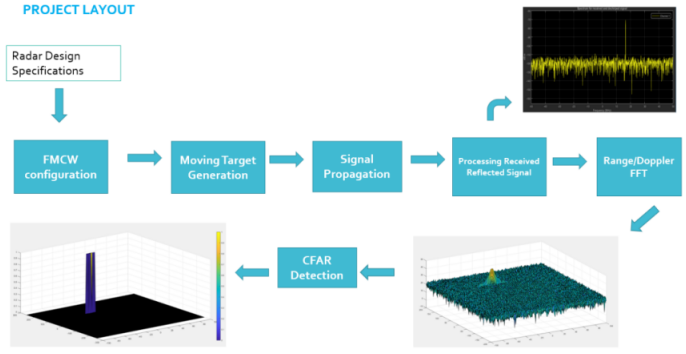 PROJECT LAYOUT
Radar Design
Specifications
FMCW
configuration
Moving Target
Generation
Signal
Propagation
Processing Received
Reflected Signal
Range/Doppler
FFT
CFAR
Detection